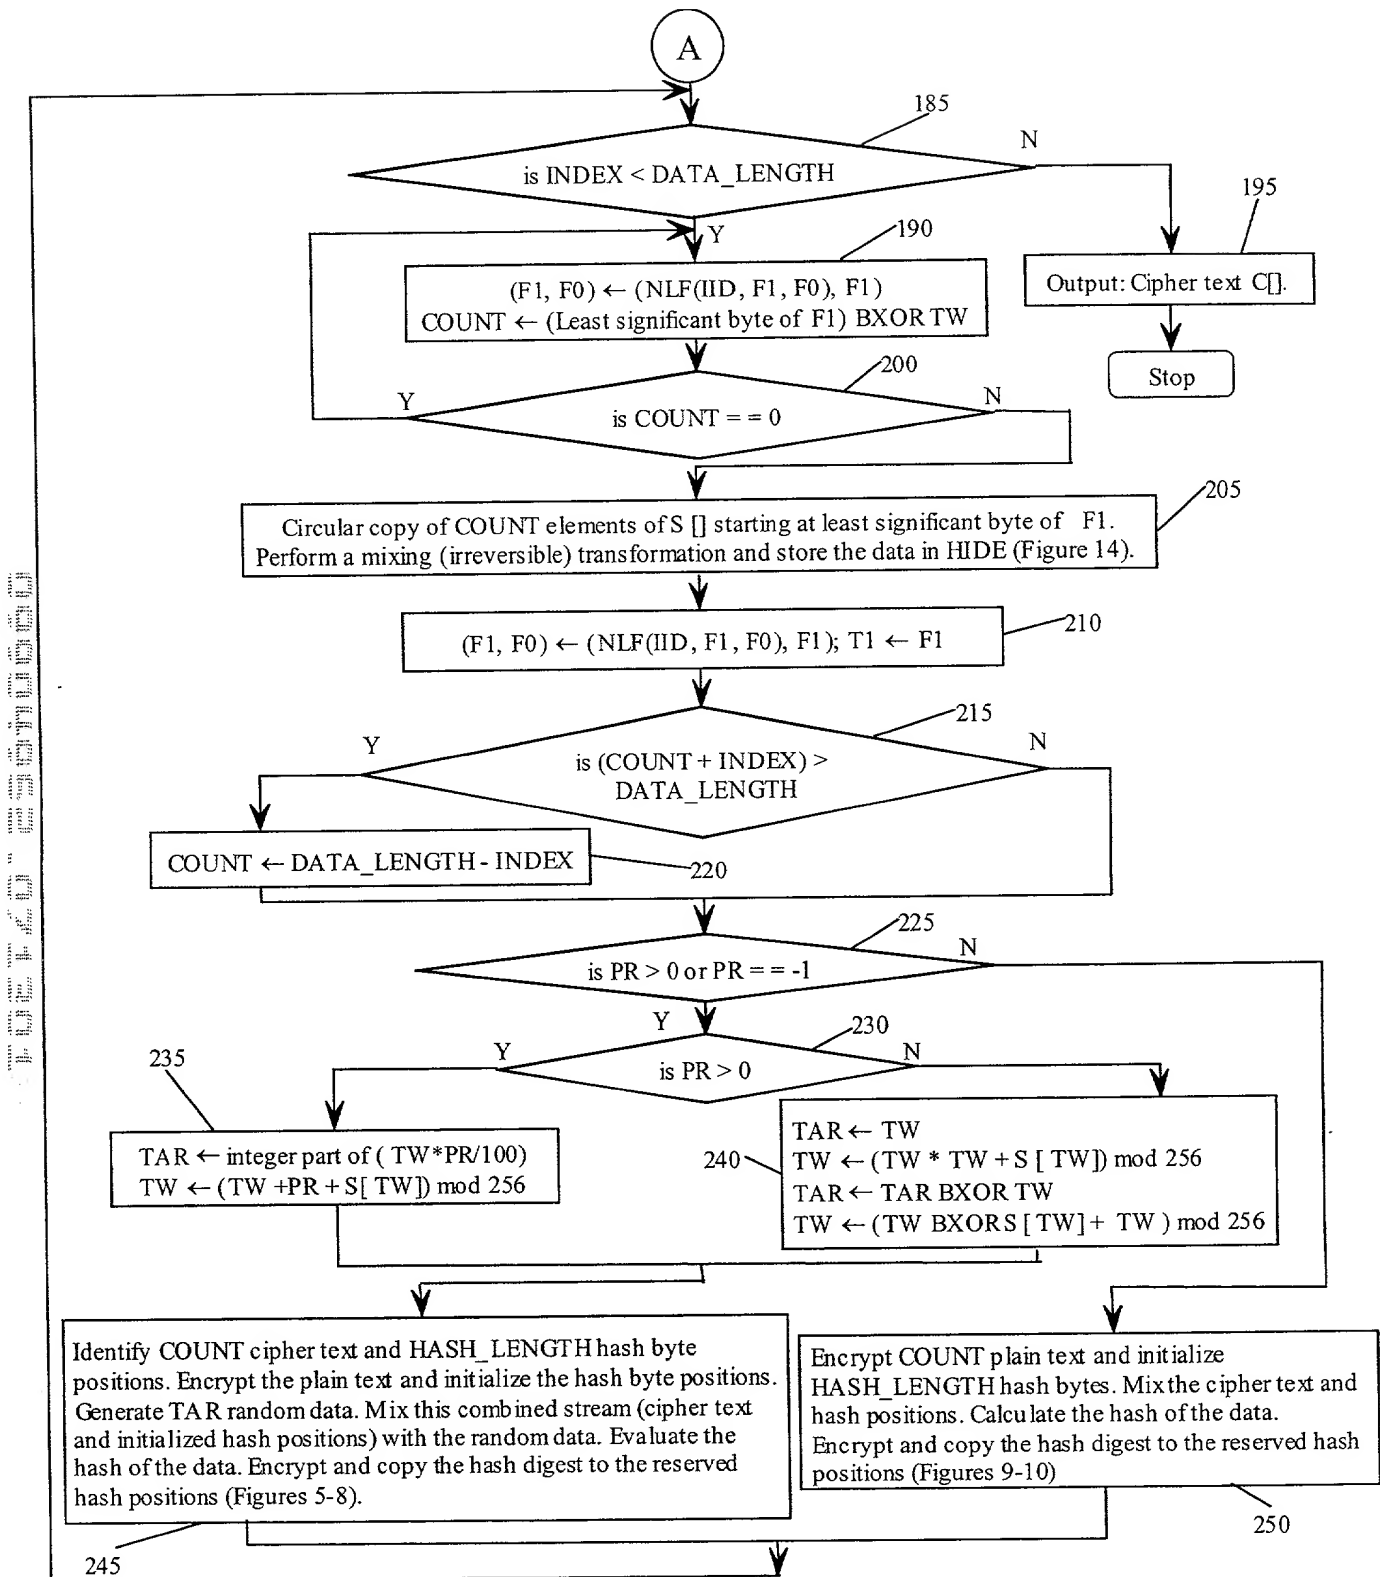 A
185
N
is INDEX < DATA_LENGTH
195
Y
190
(F1, F0) ← (NLF(IID, F1, F0), F1)
COUNT ← (Least significant byte of F1) BXOR TW
Output: Cipher text C[].
200
Stop
Y
N
is COUNT = = 0
205
Circular copy of COUNT elements of S [] starting at least significant byte of F1.
Perform a mixing (irreversible) transformation and store the data in HIDE (Figure 14).
210
(F1, F0) ← (NLF(IID, F1, F0), F1); T1 ← F1
215
Y
N
is (COUNT + INDEX) >
DATA_LENGTH
COUNT ← DATA_LENGTH - INDEX
220
225
N
is PR > 0 or PR = = -1
Y
230
Y
N
235
is PR > 0
TAR ← integer part of ( TW*PR/100)
TW ← (TW +PR + S[ TW]) mod 256
240
TAR ← TW
TW ← (TW * TW + S [ TW]) mod 256
TAR ← TAR BXOR TW
TW ← (TW BXORS [ TW] + TW ) mod 256
Identify COUNT cipher text and HASH_LENGTH hash byte
positions. Encrypt the plain text and initialize the hash byte positions.
Generate TAR random data. Mix this combined stream (cipher text
and initialized hash positions) with the random data. Evaluate the
hash of the data. Encrypt and copy the hash digest to the reserved
hash positions (Figures 5-8).
Encrypt COUNT plain text and initialize
HASH_LENGTH hash bytes. Mix the cipher text and
hash positions. Calculate the hash of the data.
Encrypt and copy the hash digest to the reserved hash
positions (Figures 9-10)
250
245